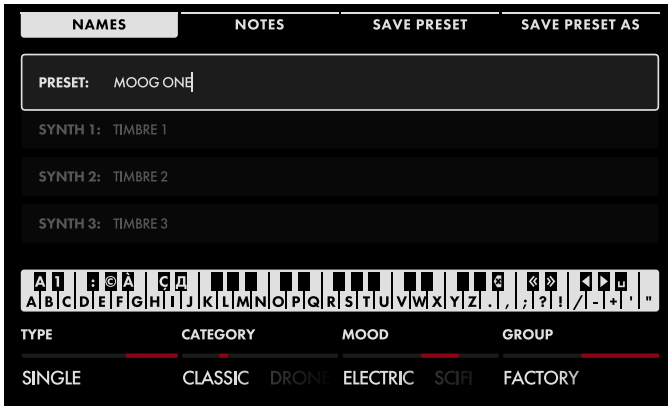 NAMES NOTES SAVE PRESET SAVE PRESET AS
PRESET: MOOG ONE
SYNTH 1: TIMBRE 1
SYNTH 2: TIMBRE 2
SYNTH 3: TIMBRE 3
A 1 : © À Ç Д « » ◀ ▶ ␣
A B C D E F G H I J K L M N O P Q R S T U V W X Y Z . , ; ? ! / - + ' "
TYPE CATEGORY MOOD GROUP
SINGLE CLASSIC DRONE ELECTRIC SCIFI FACTORY